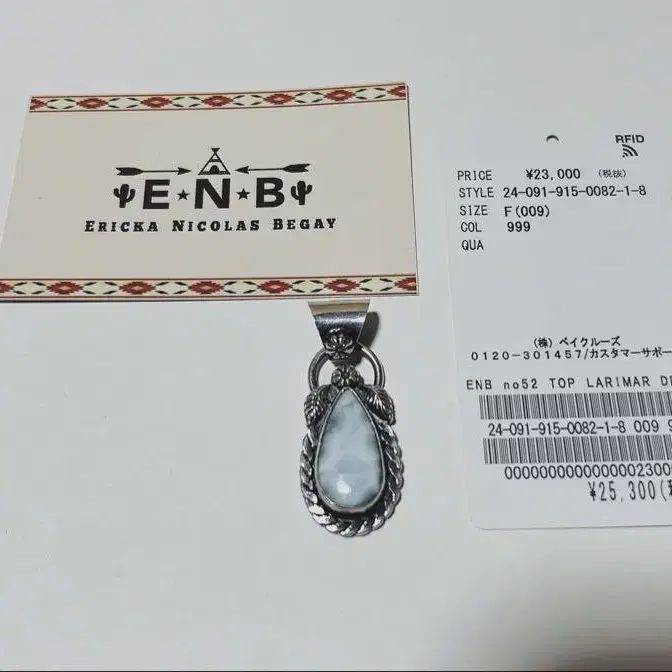 E★N★B
ERICKA NICOLAS BEGAY
RFID
PRICE ¥23,000 (税抜)
STYLE 24-091-915-0082-1-8
SIZE F(009)
COL 999
QUA
(株) ベイクルーズ
0120-301457/カスタマーサポー
ENB no52 TOP LARIMAR
24-091-915-0082-1-8 009
¥25,300